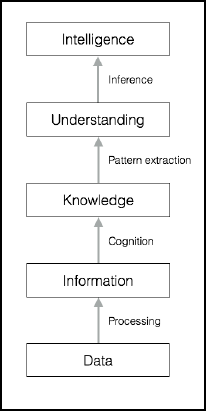 Intelligence
Inference
Understanding
Pattern extraction
Knowledge
Cognition
Information
Processing
Data